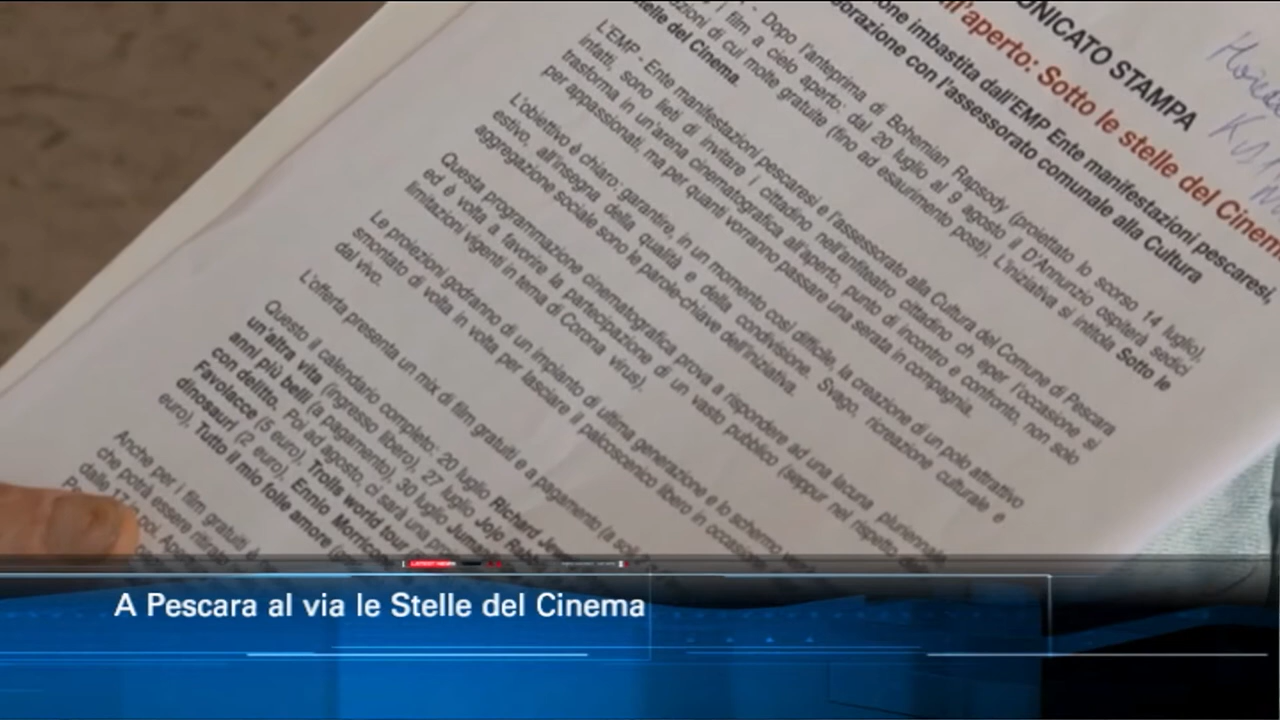 COMUNICATO STAMPA
all'aperto: Sotto le stelle del Cinema
imbastita dall'EMP Ente manifestazioni pescaresi,
con l'assessorato comunale alla Cultura
- Dopo l'anteprima di Bohemian Rapsody (proiettato lo scorso 14 luglio),
i film a cielo aperto: dal 20 luglio al 9 agosto il D'Annunzio ospiterà sedici
di cui molte gratuite (fino ad esaurimento posti). L'iniziativa si intitola Sotto le
stelle del Cinema.
L'EMP - Ente manifestazioni pescaresi e l'assessorato alla Cultura del Comune di Pescara
infatti, sono lieti di invitare i cittadino nell'anfiteatro cittadino ch eper l'occasione si
trasforma in un'arena cinematografica all'aperto, punto di incontro e confronto, non solo
per appassionati, ma per quanti vorranno passare una serata in compagnia.
L'obiettivo è chiaro: garantire, in un momento così difficile, la creazione di un polo attrattivo
estivo, all'insegna della qualità e della condivisione. Svago, ricreazione culturale e
aggregazione sociale sono le parole-chiave dell'iniziativa.
Questa programmazione cinematografica prova a rispondere ad una lacuna pluriennale
ed è volta a favorire la partecipazione di un vasto pubblico (seppur nel rispetto delle
limitazioni vigenti in tema di Corona virus).
Le proiezioni godranno di un impianto di ultima generazione e lo schermo
smontato di volta in volta per lasciare il palcoscenico libero in
dal vivo.
L'offerta presenta un mix di film gratuiti e a pagamento (a soli
Questo il calendario completo: 20 luglio Richard
un'altra vita (ingresso libero), 27 luglio Jojo
anni più belli (a pagamento), 30 luglio
con delitto. Poi ad agosto, ci sarà una
Favolacce (5 euro), Trolls world tour
dinosauri (2 euro), Ennio
euro), Tutto il mio folle amore
Anche per i film gratuiti è
che potrà essere ritirato
dalle 17
A Pescara al via le Stelle del Cinema